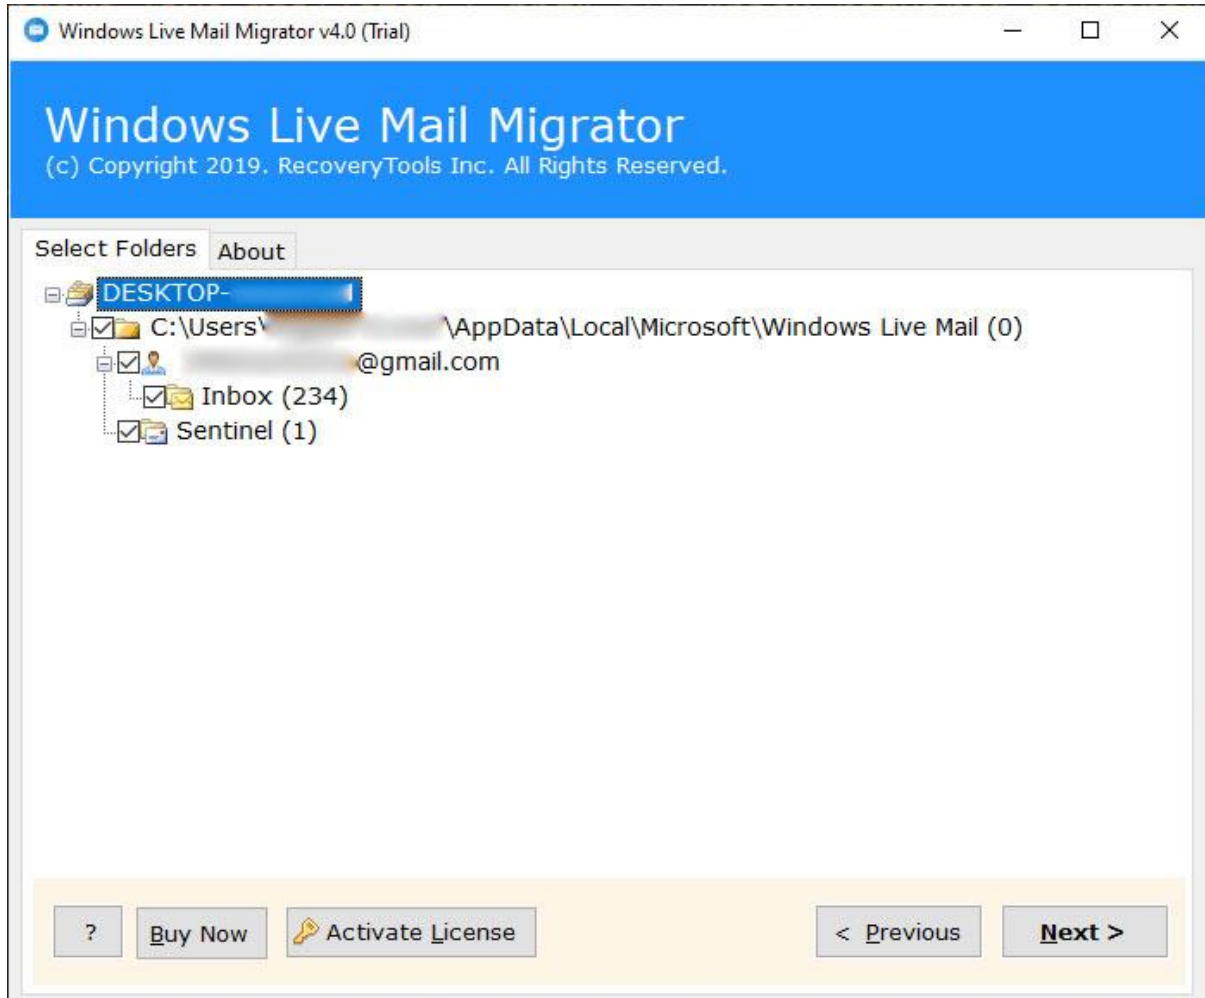 Windows Live Mail Migrator v4.0 (Trial)
Windows Live Mail Migrator
(c) Copyright 2019. RecoveryTools Inc. All Rights Reserved.
Select Folders About
DESKTOP-
C:\Users\ \AppData\Local\Microsoft\Windows Live Mail (0)
@gmail.com
Inbox (234)
Sentinel (1)
? Buy Now Activate License < Previous Next >